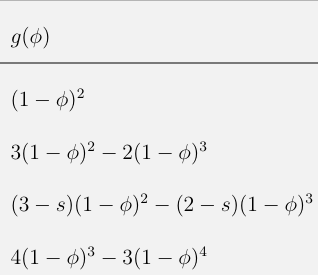 g(ϕ)
(1 − ϕ)²
3(1 − ϕ)² − 2(1 − ϕ)³
(3 − s)(1 − ϕ)² − (2 − s)(1 − ϕ)³
4(1 − ϕ)³ − 3(1 − ϕ)⁴